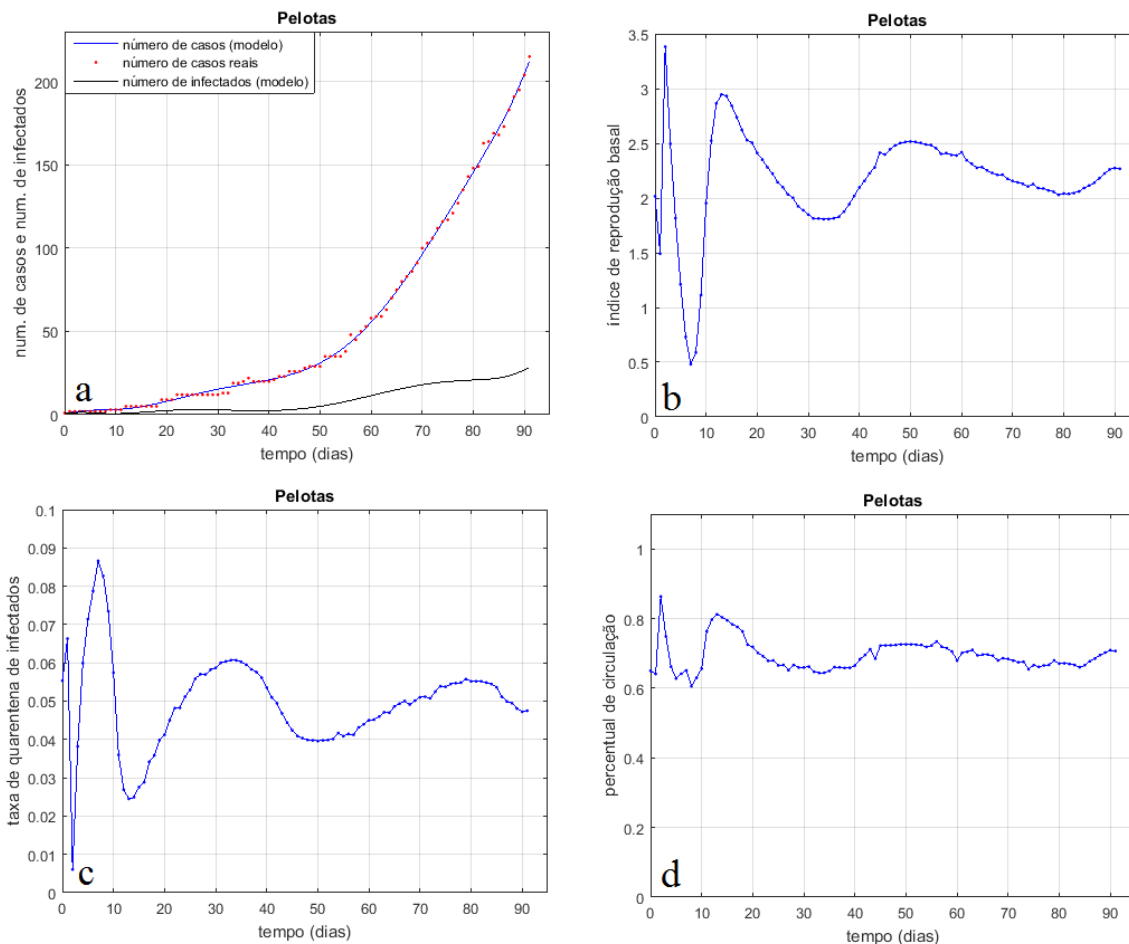 Pelotas
número de casos (modelo)
número de casos reais
número de infectados (modelo)
num. de casos e num. de infectados
200
150
100
50
0
a
0 10 20 30 40 50 60 70 80 90
tempo (dias)
Pelotas
índice de reprodução basal
3.5
3
2.5
2
1.5
1
0.5
0
b
0 10 20 30 40 50 60 70 80 90
tempo (dias)
Pelotas
taxa de quarentena de infectados
0.1
0.09
0.08
0.07
0.06
0.05
0.04
0.03
0.02
0.01
0
c
0 10 20 30 40 50 60 70 80 90
tempo (dias)
Pelotas
percentual de circulação
1
0.8
0.6
0.4
0.2
0
d
0 10 20 30 40 50 60 70 80 90
tempo (dias)